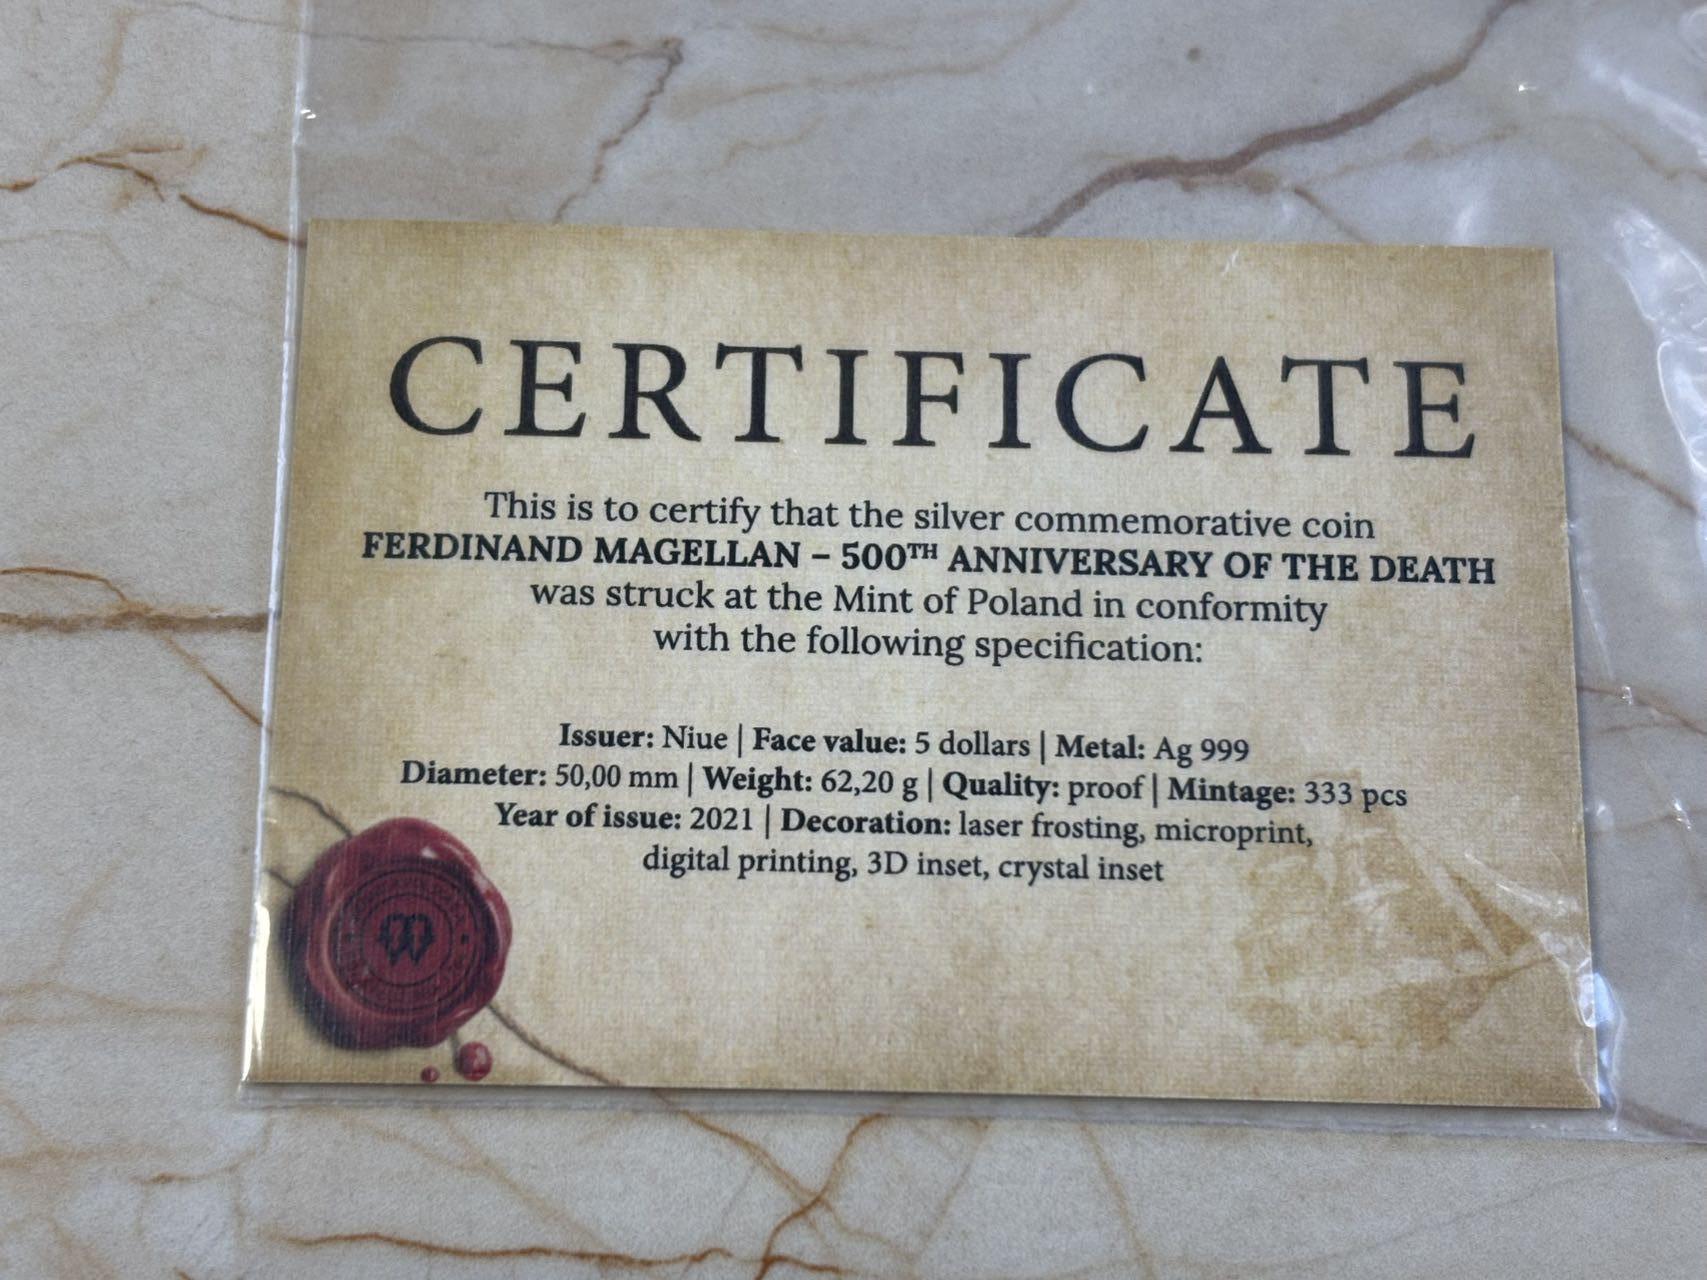 CERTIFICATE
This is to certify that the silver commemorative coin
FERDINAND MAGELLAN – 500TH ANNIVERSARY OF THE DEATH
was struck at the Mint of Poland in conformity
with the following specification:
Issuer: Niue | Face value: 5 dollars | Metal: Ag 999
Diameter: 50,00 mm | Weight: 62,20 g | Quality: proof | Mintage: 333 pcs
Year of issue: 2021 | Decoration: laser frosting, microprint,
digital printing, 3D inset, crystal inset